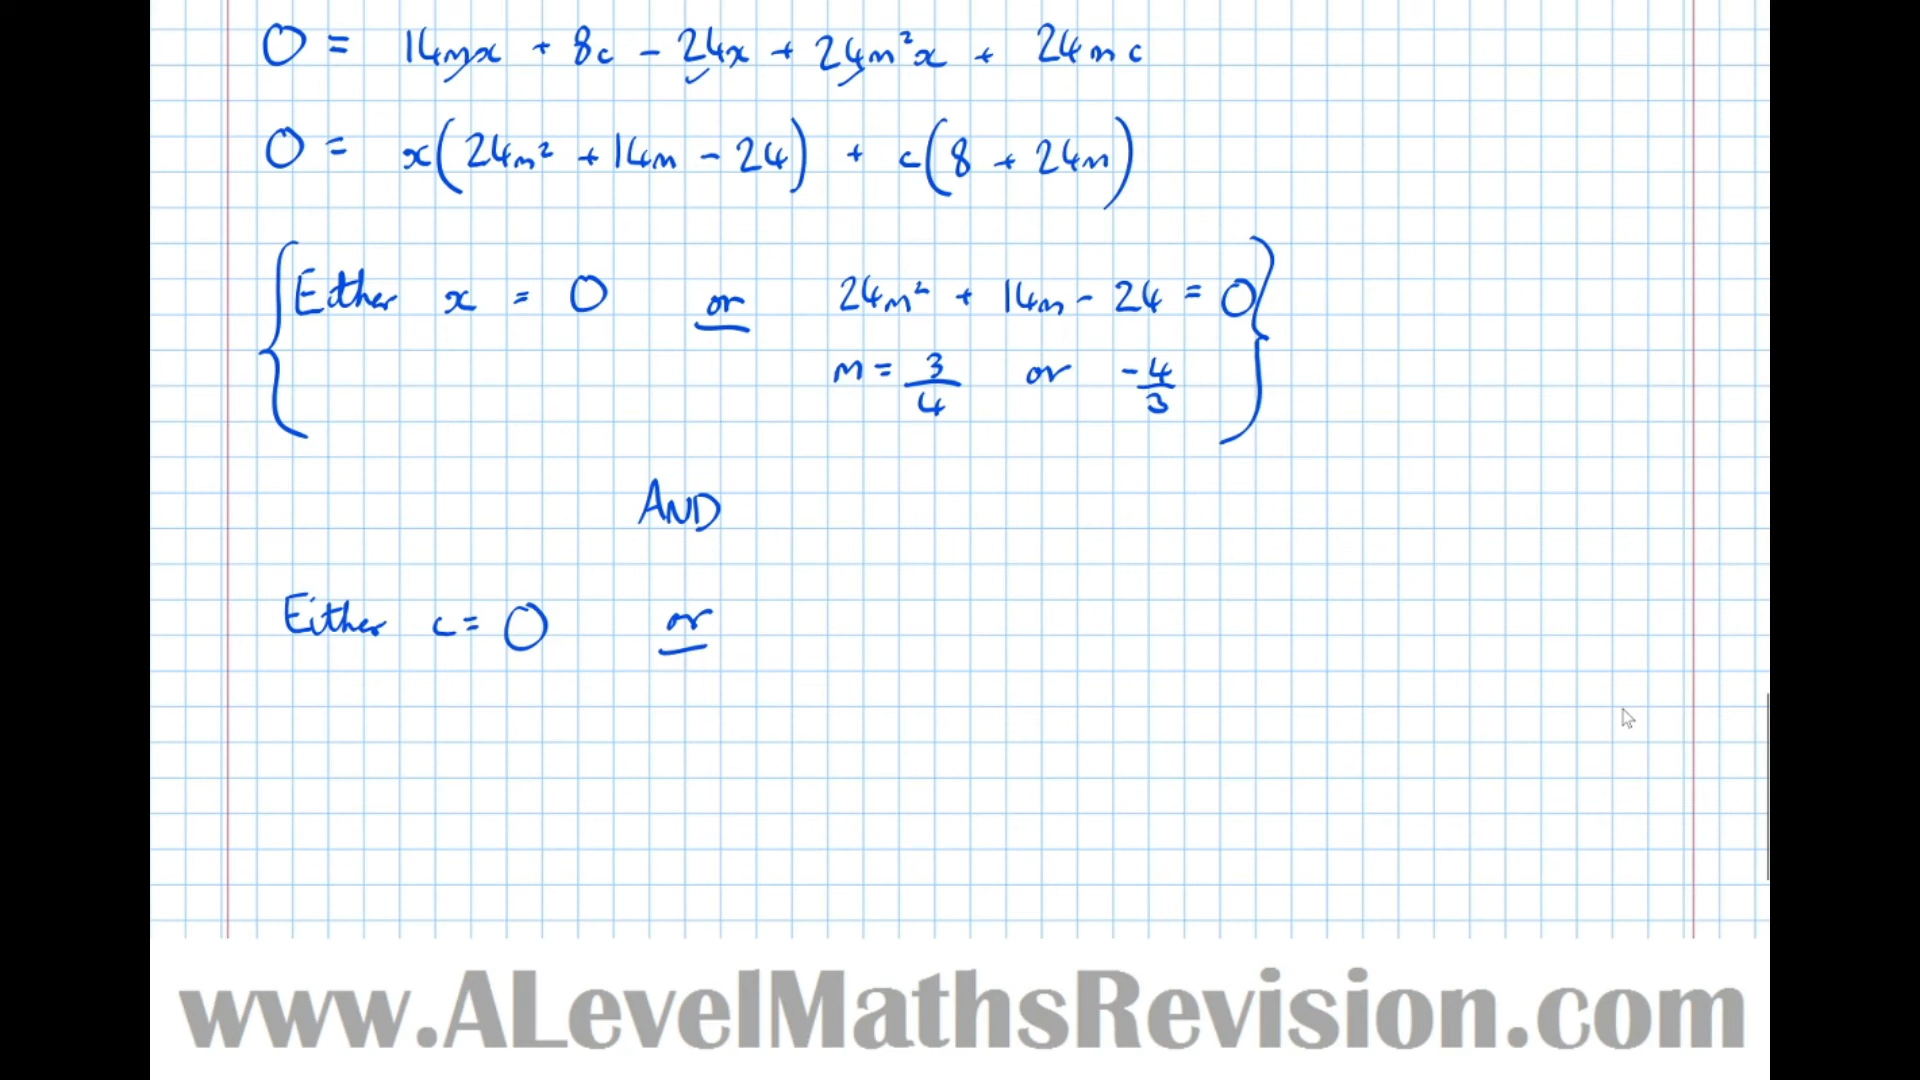 0 = 14mx + 8c - 24x + 24m²x + 24mc
0 = x(24m² + 14m - 24) + c(8 + 24m)
Either x = 0 or 24m² + 14m - 24 = 0
m = 3/4 or -4/3
AND
Either c = 0 or
www.ALevelMathsRevision.com